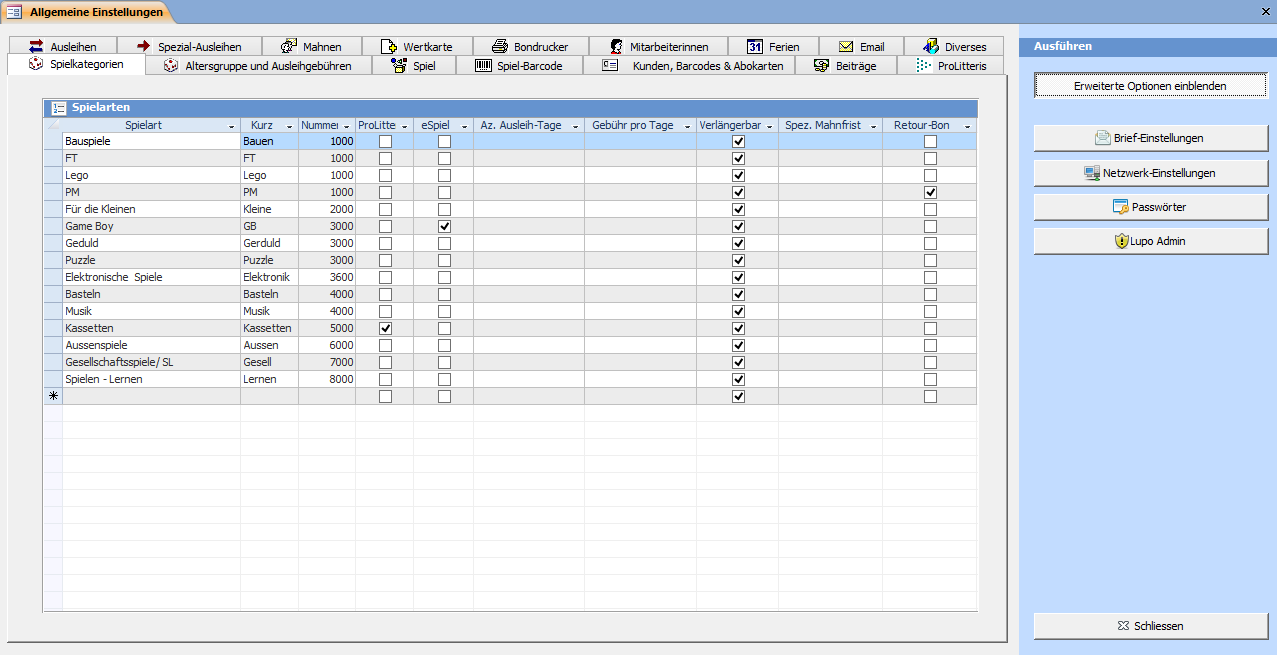 Allgemeine Einstellungen
Ausleihen Spezial-Ausleihen Mahnen Wertkarte Bondrucker Mitarbeiterinnen 31 Ferien Email Diverses
Spielkategorien Altersgruppe und Ausleihgebühren Spiel Spiel-Barcode Kunden, Barcodes & Abokarten Beiträge ProLitteris
Ausführen
Erweiterte Optionen einblenden
Brief-Einstellungen
Netzwerk-Einstellungen
Passwörter
Lupo Admin
Schliessen
Spielarten
Spielart Kurz Nummer ProLitte eSpiel Az. Ausleih-Tage Gebühr pro Tage Verlängerbar Spez. Mahnfrist Retour-Bon
Bauspiele Bauen 1000
FT FT 1000
Lego Lego 1000
PM PM 1000
Für die Kleinen Kleine 2000
Game Boy GB 3000
Geduld Gerduld 3000
Puzzle Puzzle 3000
Elektronische Spiele Elektronik 3600
Basteln Basteln 4000
Musik Musik 4000
Kassetten Kassetten 5000
Aussenspiele Aussen 6000
Gesellschaftsspiele/ SL Gesell 7000
Spielen - Lernen Lernen 8000